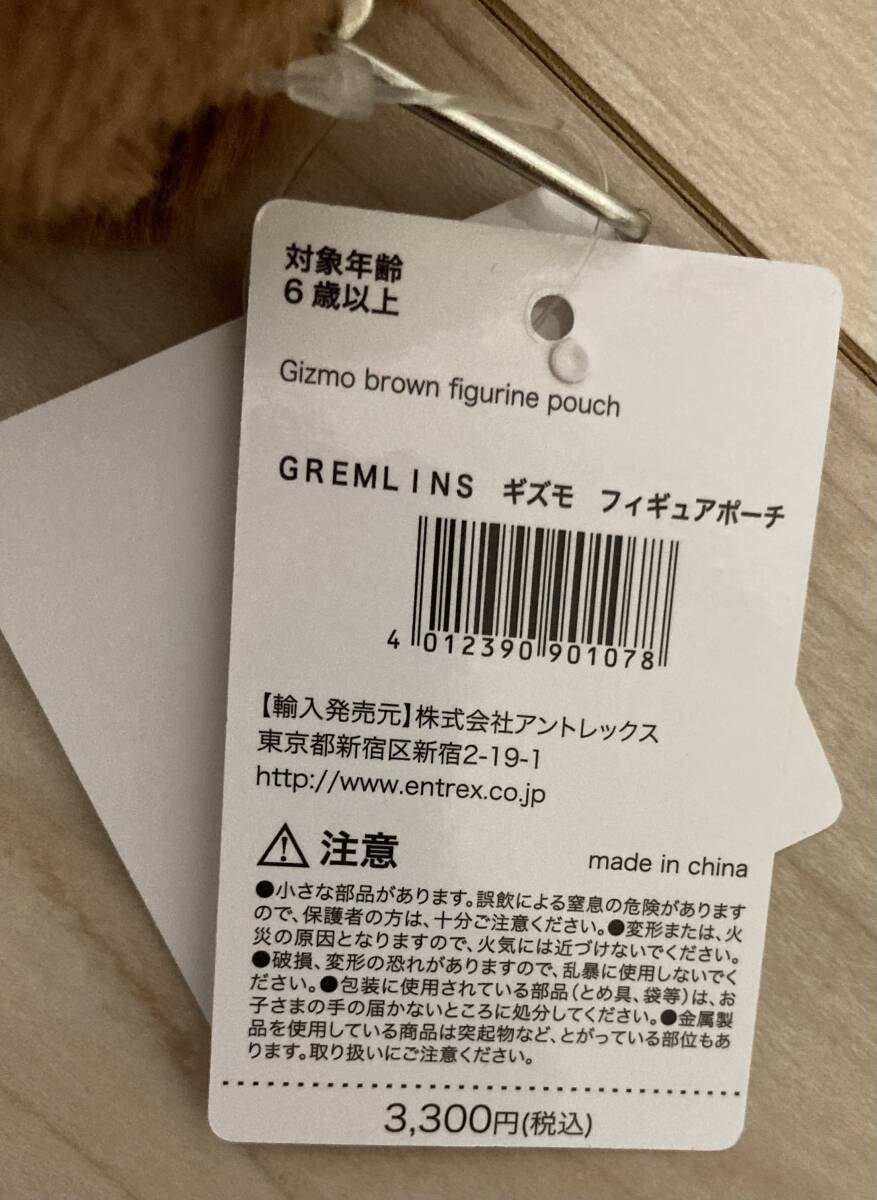 対象年齢
6歳以上
Gizmo brown figurine pouch
GREMLINS ギズモ フィギュアポーチ
4 012390 901078
【輸入発売元】株式会社アントレックス
東京都新宿区新宿2-19-1
http://www.entrex.co.jp
注意
made in china
●小さな部品があります。誤飲による窒息の危険があります
ので、保護者の方は、十分ご注意ください。●変形または、火
災の原因となりますので、火気には近づけないでください。
●破損、変形の恐れがありますので、乱暴に使用しないでく
ださい。●包装に使用されている部品(とめ具、袋等)は、お
子さまの手の届かないところに処分してください。●金属製
品を使用している商品は突起物など、とがっている部位もあ
ります。取り扱いにご注意ください。
3,300円(税込)